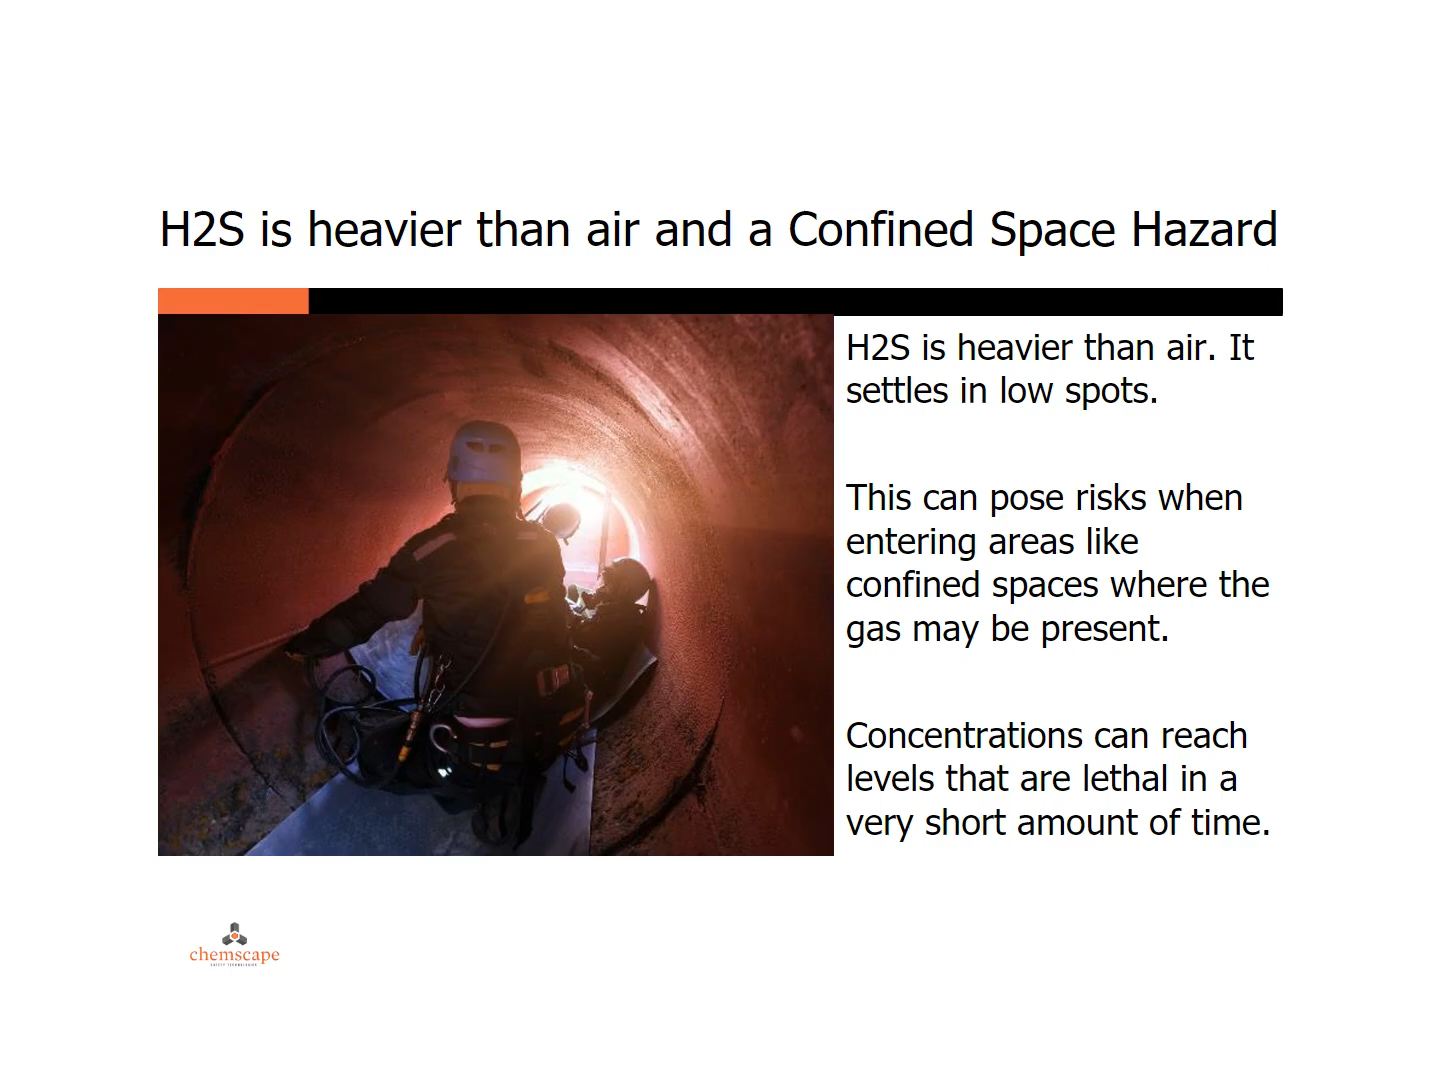 H2S is heavier than air and a Confined Space Hazard
H2S is heavier than air. It
settles in low spots.
This can pose risks when
entering areas like
confined spaces where the
gas may be present.
Concentrations can reach
levels that are lethal in a
very short amount of time.
chemscape
SAFETY TECHNOLOGIES